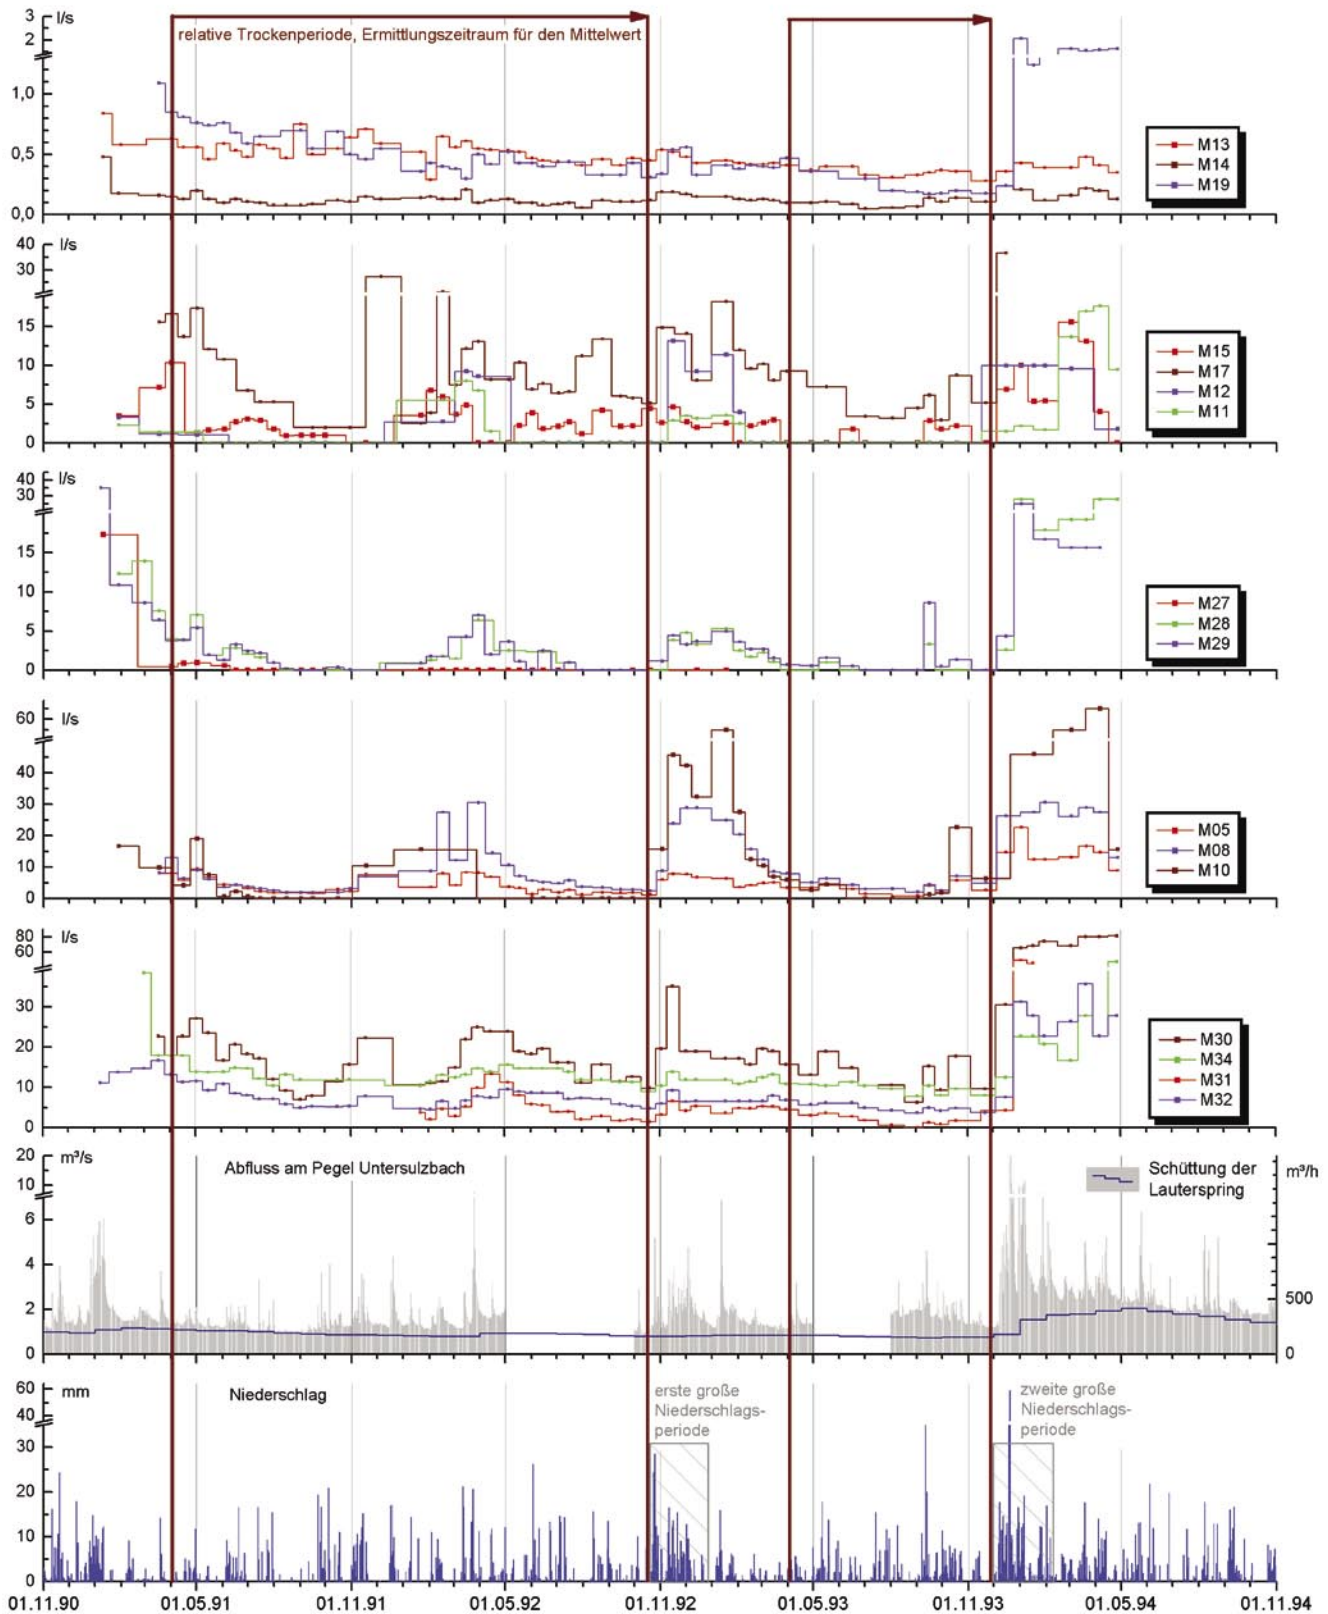 3
l/s
2
relative Trockenperiode, Ermittlungszeitraum für den Mittelwert
1,0
0,5
0,0
M13
M14
M19
40
l/s
30
15
10
5
0
M15
M17
M12
M11
40
l/s
30
15
10
5
0
M27
M28
M29
60
l/s
40
30
20
10
0
M05
M08
M10
80
l/s
60
30
20
10
0
M30
M34
M31
M32
20
m³/s
10
6
4
2
0
Abfluss am Pegel Untersulzbach
Schüttung der
Lauterspring
m³/h
500
0
60
mm
40
30
20
10
0
Niederschlag
erste große
Niederschlags-
periode
zweite große
Niederschlags-
periode
01.11.90 01.05.91 01.11.91 01.05.92 01.11.92 01.05.93 01.11.93 01.05.94 01.11.94